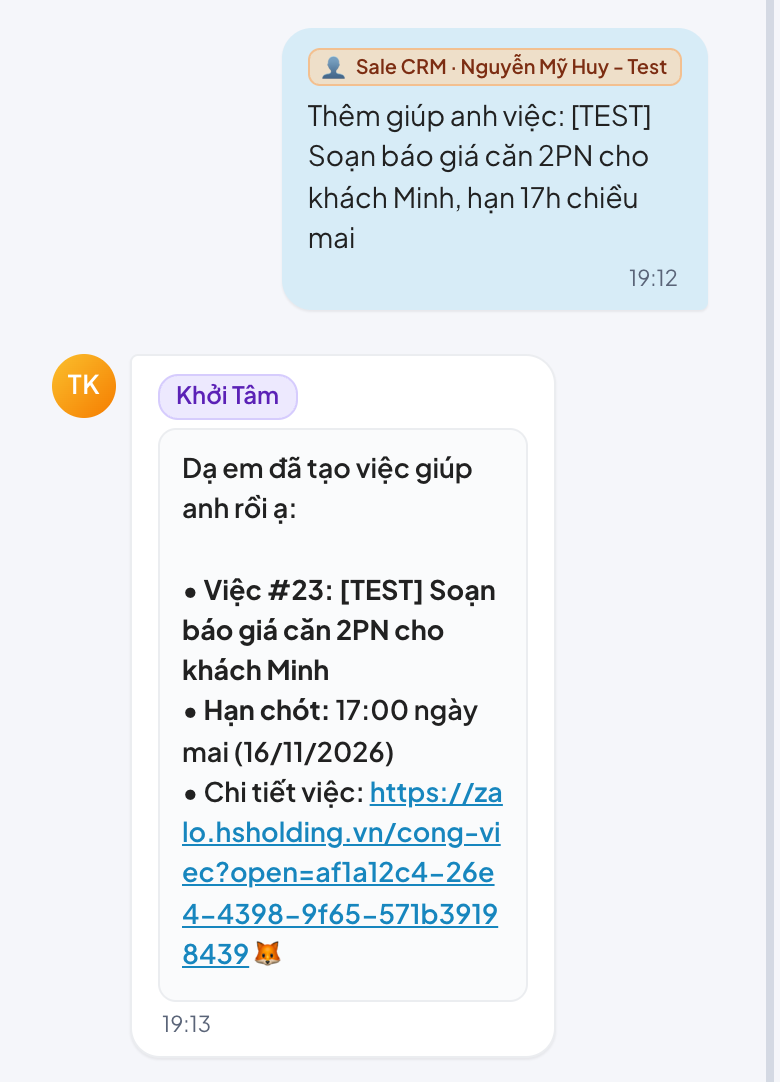 Sale CRM · Nguyễn Mỹ Huy - Test
Thêm giúp anh việc: [TEST]
Soạn báo giá căn 2PN cho
khách Minh, hạn 17h chiều
mai
19:12
TK
Khởi Tâm
Dạ em đã tạo việc giúp
anh rồi ạ:
• Việc #23: [TEST] Soạn
báo giá căn 2PN cho
khách Minh
• Hạn chót: 17:00 ngày
mai (16/11/2026)
• Chi tiết việc: https://za
lo.hsholding.vn/cong-vi
ec?open=af1a12c4-26e
4-4398-9f65-571b3919
8439 🦊
19:13